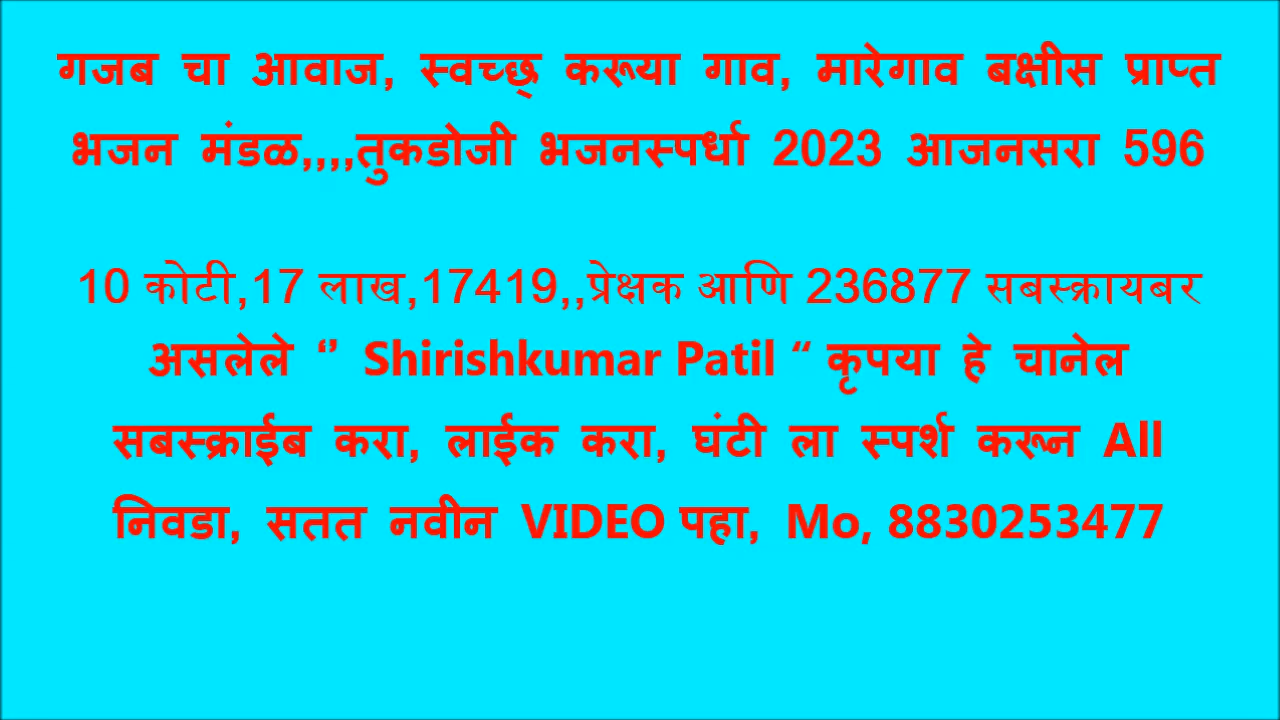 गजब चा आवाज, स्वच्छ् करूया गाव, मारेगाव बक्षीस प्राप्त
भजन मंडळ,,,,तुकडोजी भजनस्पर्धा 2023 आजनसरा 596
10 कोटी,17 लाख,17419,,प्रेक्षक आणि 236877 सबस्क्रायबर
असलेले ‘’ Shirishkumar Patil “ कृपया हे चानेल
सबस्क्राईब करा, लाईक करा, घंटी ला स्पर्श करून All
निवडा, सतत नवीन VIDEO पहा, Mo, 8830253477